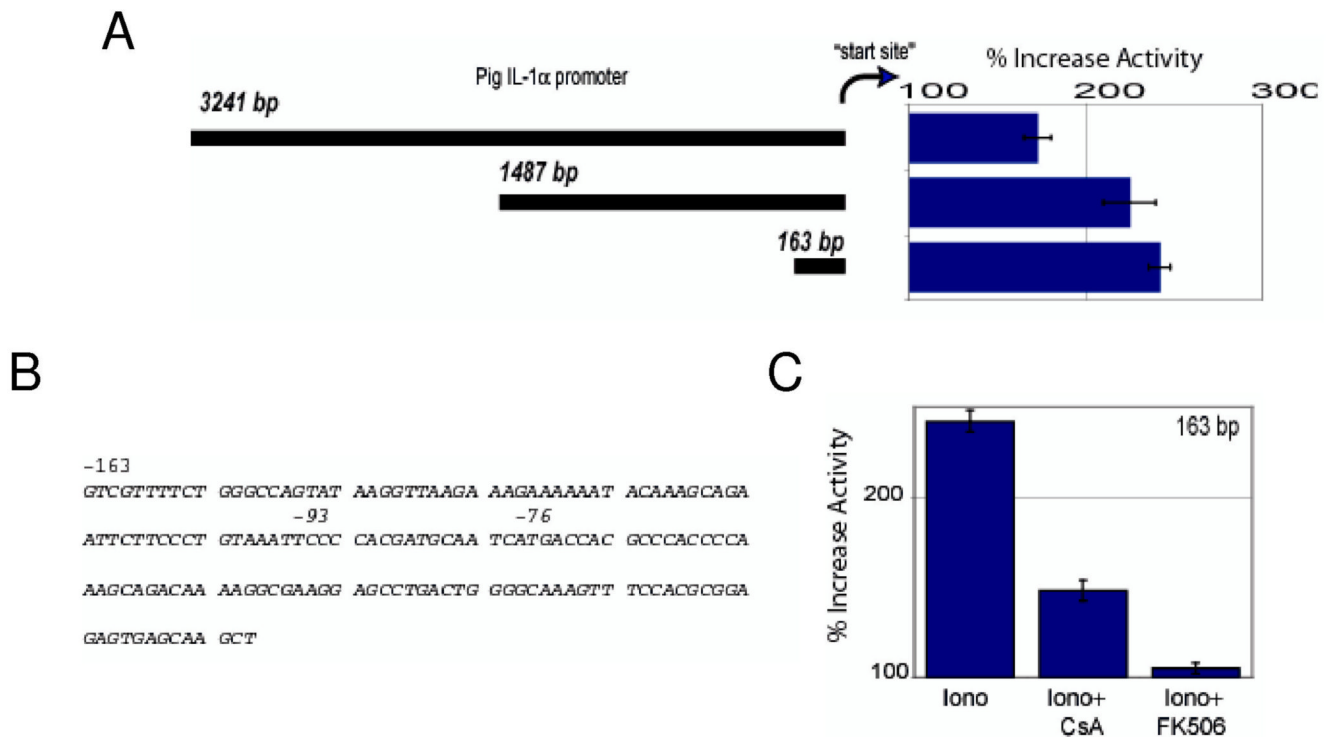 A
Pig IL-1α promoter
"start site"
% Increase Activity
3241 bp
100 200 300
1487 bp
163 bp
B
-163
GTCGTTTTCT GGGCCAGTAT AAGGTTAAGA AAGAAAAAAT ACAAAGCAGA
-93 -76
ATTCTTCCCT GTAAATTCCC CACGATGCAA TCATGACCAC GCCCACCCCA
AAGCAGACAA AAGGCGAAGG AGCCTGACTG GGGCAAAGTT TCCACGCGGA
GAGTGAGCAA GCT
C
% Increase Activity
163 bp
200
100
Iono Iono+ CsA Iono+ FK506